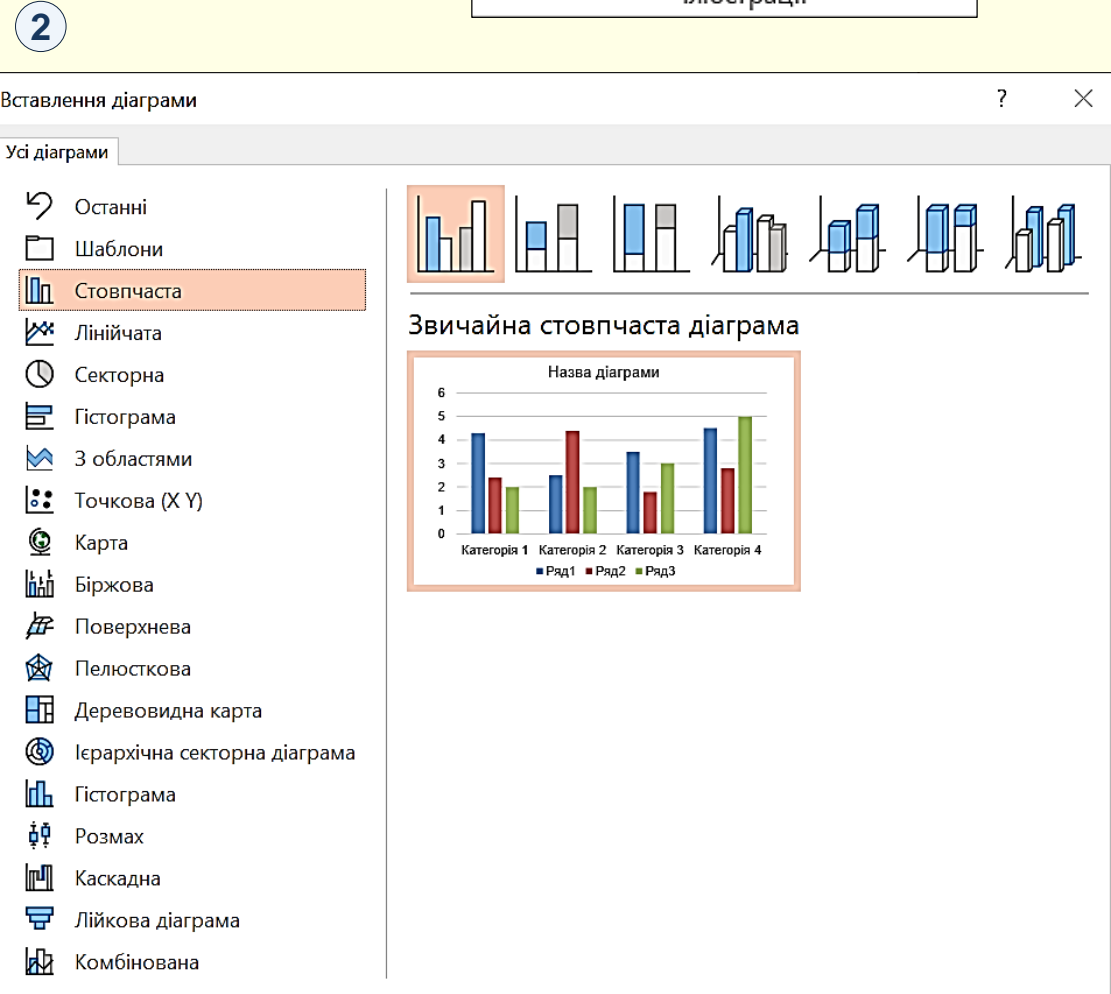 2
Вставлення діаграми
?
Усі діаграми
Останні
Шаблони
Стовпчаста
Лінійчата
Секторна
Гістограма
З областями
Точкова (X Y)
Карта
Біржова
Поверхнева
Пелюсткова
Деревовидна карта
Ієрархічна секторна діаграма
Гістограма
Розмах
Каскадна
Лійкова діаграма
Комбінована
Звичайна стовпчаста діаграма
Назва діаграми
6
5
4
3
2
1
0
Категорія 1 Категорія 2 Категорія 3 Категорія 4
Ряд1 Ряд2 Ряд3